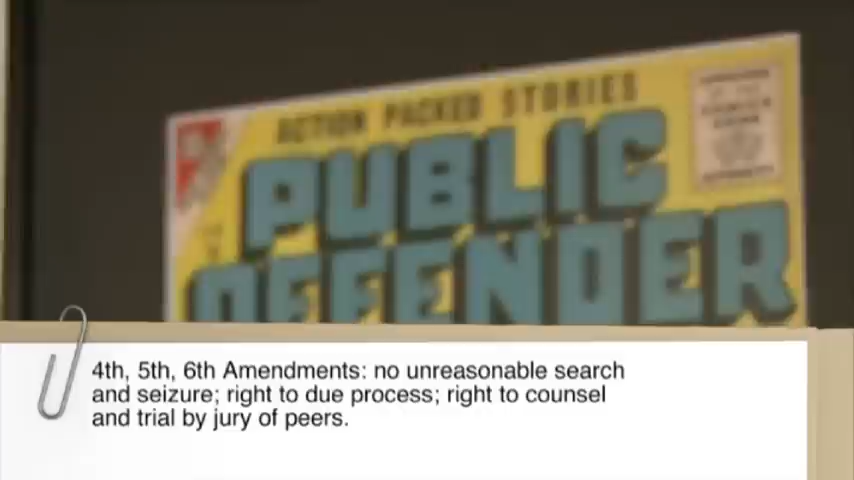 ACTION PACKED STORIES
PUBLIC
DEFENDER
4th, 5th, 6th Amendments: no unreasonable search
and seizure; right to due process; right to counsel
and trial by jury of peers.